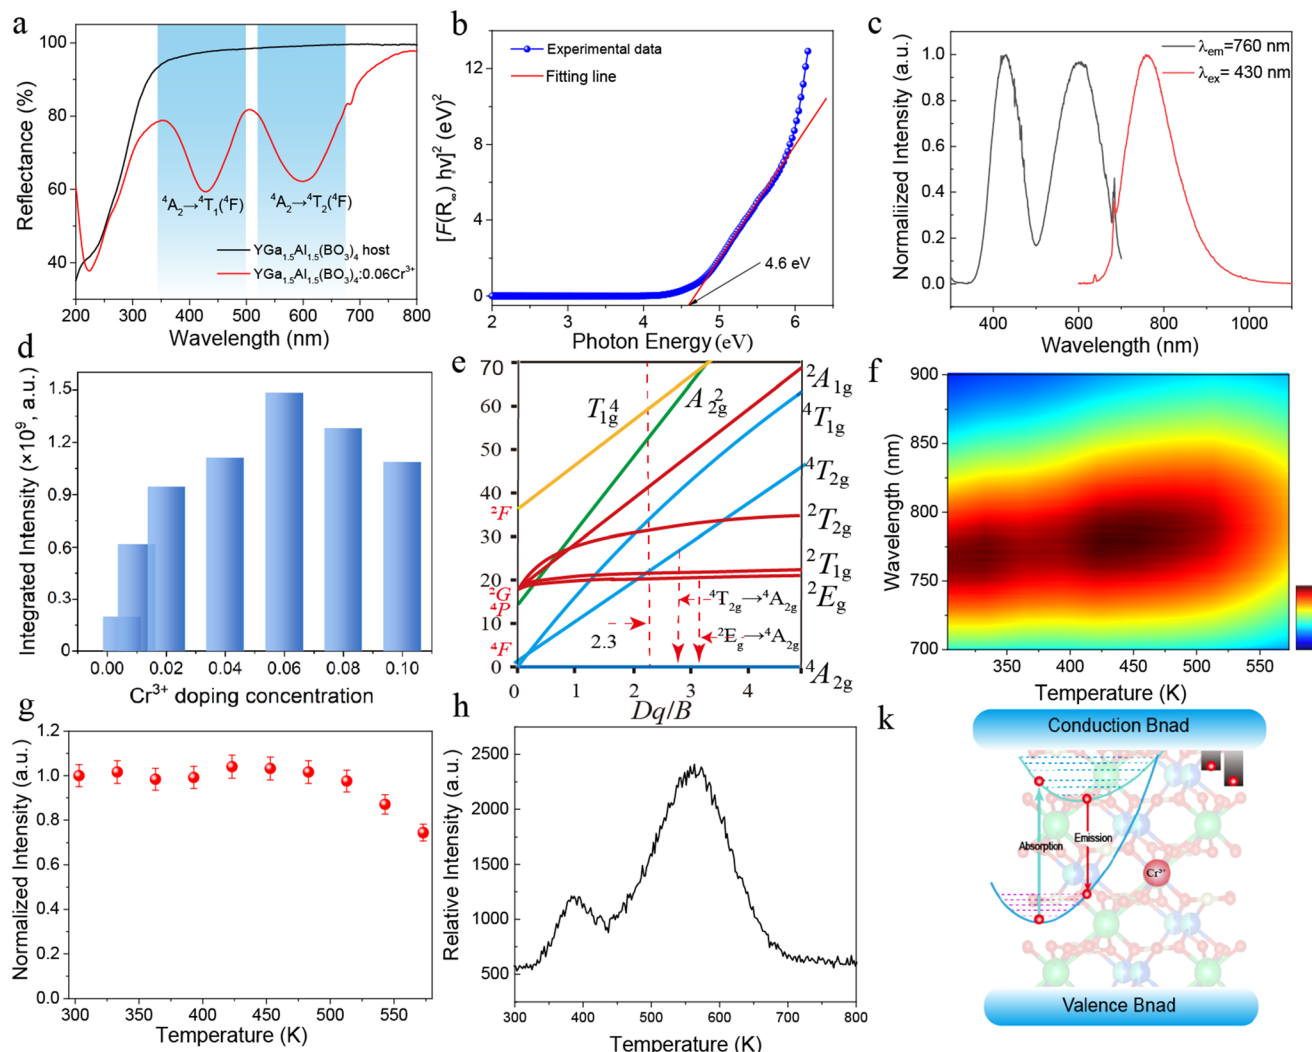 a
Reflectance (%)
100
80
60
40
⁴A₂→⁴T₁(⁴F)
⁴A₂→⁴T₂(⁴F)
YGa₁.₅Al₁.₅(BO₃)₄ host
YGa₁.₅Al₁.₅(BO₃)₄:0.06Cr³⁺
200 300 400 500 600 700 800
Wavelength (nm)
b
[F(R∞) hν]² (eV)²
12
9
6
3
0
Experimental data
Fitting line
4.6 eV
2 3 4 5 6
Photon Energy (eV)
c
Normaliized Intensity (a.u.)
1.0
0.8
0.6
0.4
0.2
0.0
λem=760 nm
λex= 430 nm
400 600 800 1000
Wavelength (nm)
d
Integrated Intensity (×10⁹, a.u.)
1.5
1.2
0.9
0.6
0.3
0
0.00 0.02 0.04 0.06 0.08 0.10
Cr³⁺ doping concentration
e
70
60
50
40
30
20
10
0
²F
²G
⁴P
⁴F
T₁g⁴
A₂g²
²A₁g
⁴T₁g
⁴T₂g
²T₂g
²T₁g
²Eg
⁴A₂g
⁴T₂g→⁴A₂g
²Eg→⁴A₂g
2.3
0 1 2 3 4
Dq/B
f
Wavelength (nm)
900
850
800
750
700
350 400 450 500 550
Temperature (K)
g
Normalized Intensity (a.u.)
1.2
1.0
0.8
0.6
0.4
0.2
0.0
300 350 400 450 500 550
Temperature (K)
h
Relative Intensity (a.u.)
2500
2000
1500
1000
500
300 400 500 600 700 800
Temperature (K)
k
Conduction Bnad
Absorption
Emission
Cr³⁺
Valence Bnad